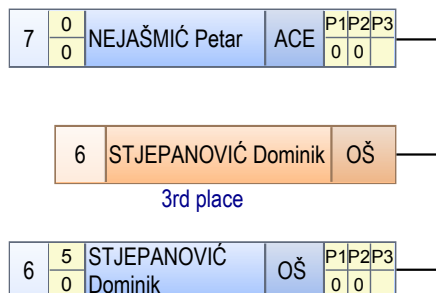 7 0 NEJAŠMIĆ Petar ACE P1 P2 P3
0 0 0
6 STJEPANOVIĆ Dominik OŠ
3rd place
6 5 STJEPANOVIĆ OŠ P1 P2 P3
0 Dominik 0 0